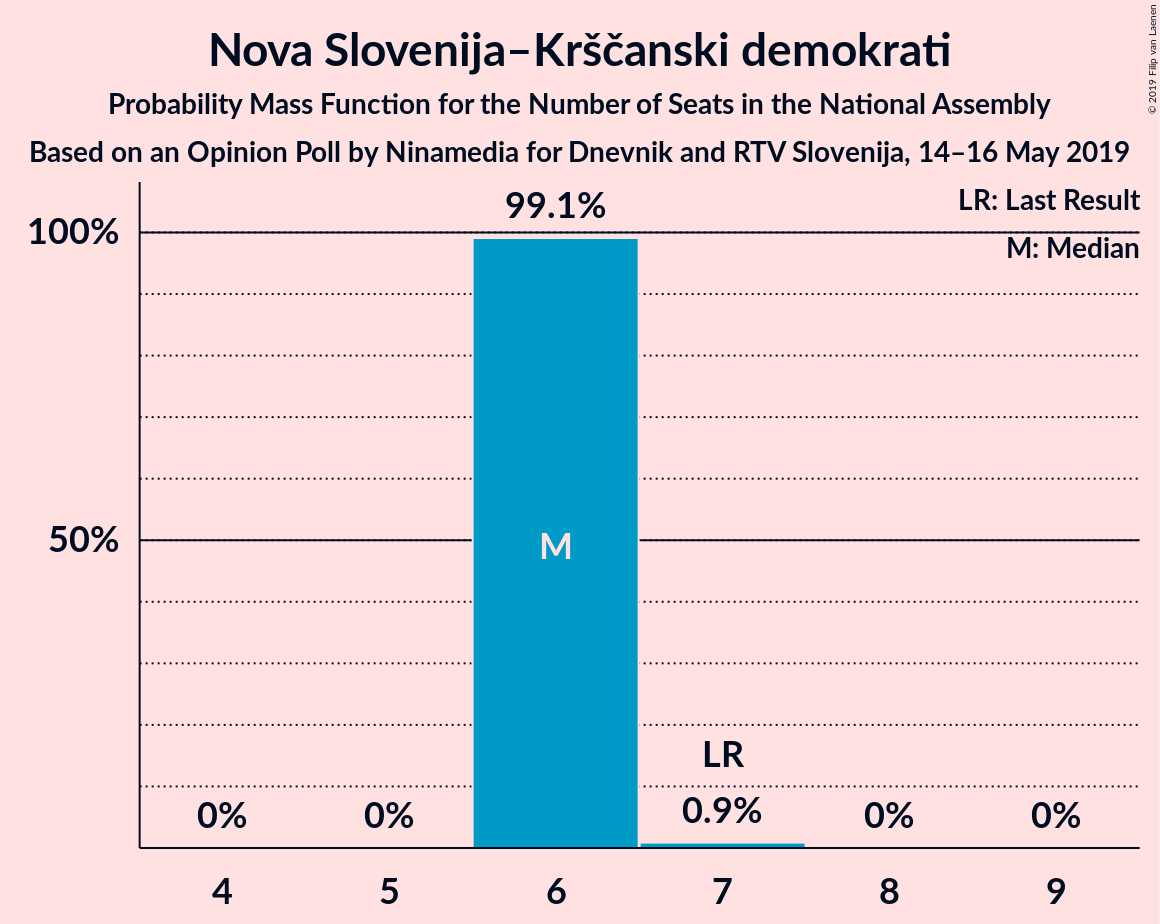 Nova Slovenija–Krščanski demokrati
Probability Mass Function for the Number of Seats in the National Assembly
Based on an Opinion Poll by Ninamedia for Dnevnik and RTV Slovenija, 14–16 May 2019
© 2019 Filip van Laenen
LR: Last Result
M: Median
100%
50%
99.1%
M
LR
0% 0% 0.9% 0% 0%
4 5 6 7 8 9